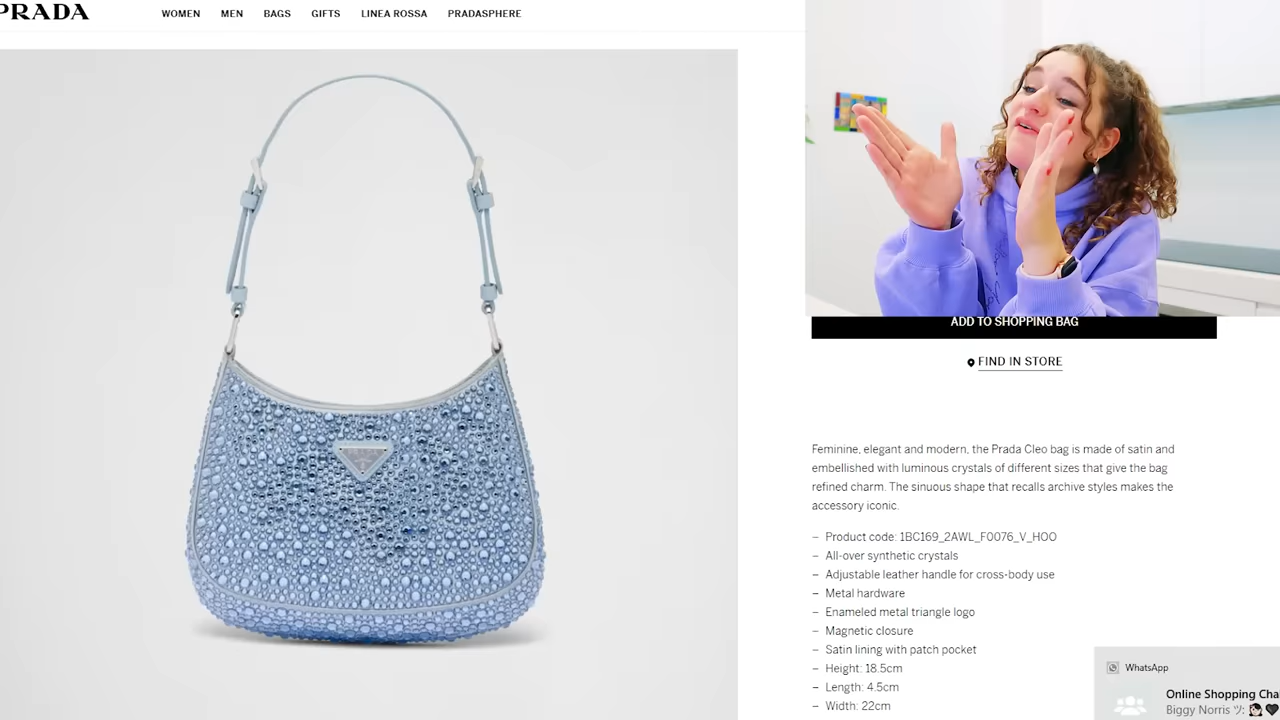 PRADA
WOMEN MEN BAGS GIFTS LINEA ROSSA PRADASPHERE
ADD TO SHOPPING BAG
FIND IN STORE
Feminine, elegant and modern, the Prada Cleo bag is made of satin and
embellished with luminous crystals of different sizes that give the bag
refined charm. The sinuous shape that recalls archive styles makes the
accessory iconic.
– Product code: 1BC169_2AWL_F0076_V_HOO
– All-over synthetic crystals
– Adjustable leather handle for cross-body use
– Metal hardware
– Enameled metal triangle logo
– Magnetic closure
– Satin lining with patch pocket
– Height: 18.5cm
– Length: 4.5cm
– Width: 22cm
WhatsApp
Online Shopping Cha
Biggy Norris ツ: 👩🏻🖤